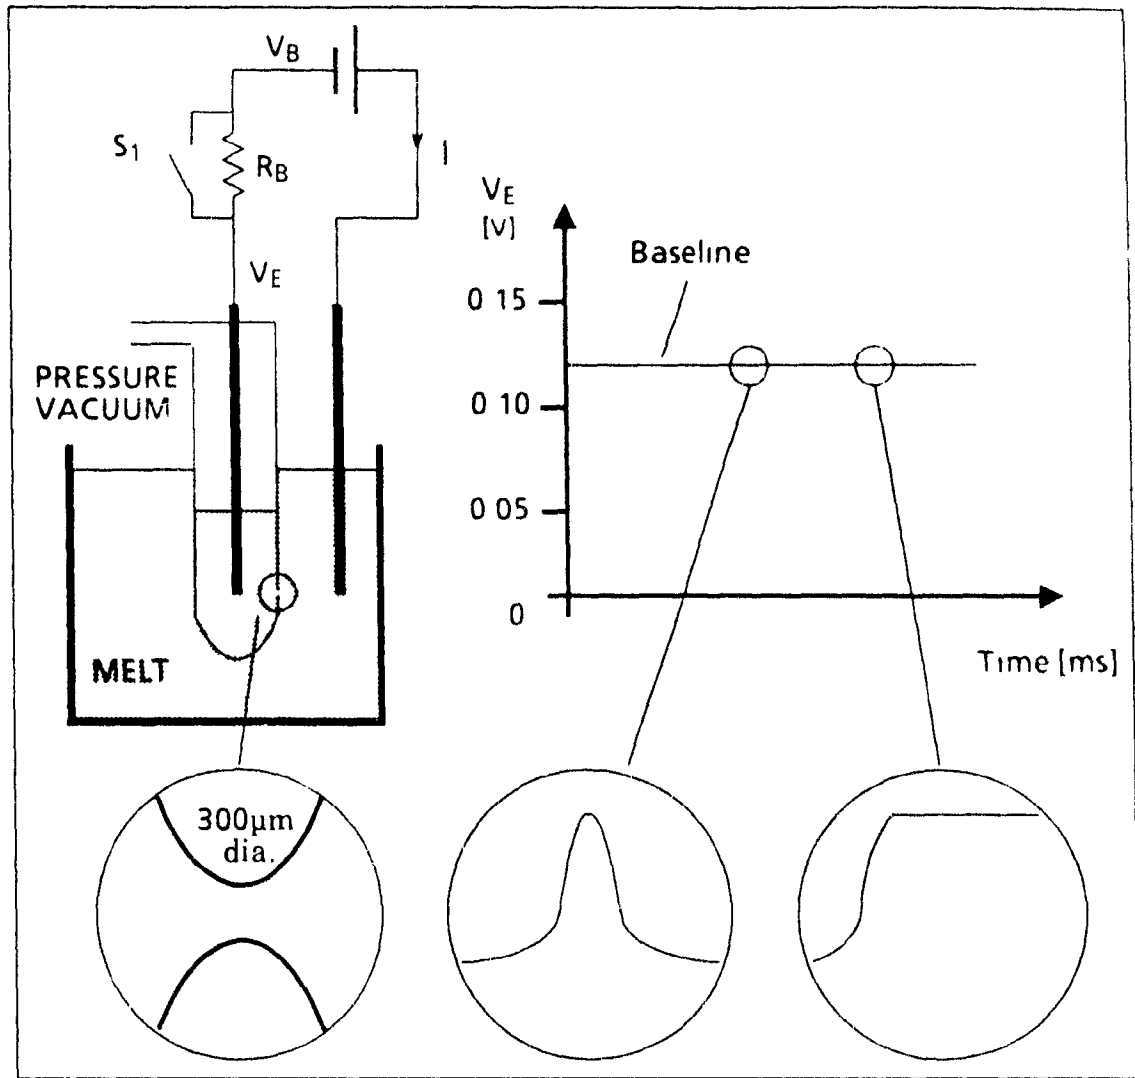 V_B
S_1
R_B
I
V_E
V_E
[V]
Baseline
0 15
0 10
0 05
0
Time [ms]
PRESSURE
VACUUM
MELT
300µm
dia.